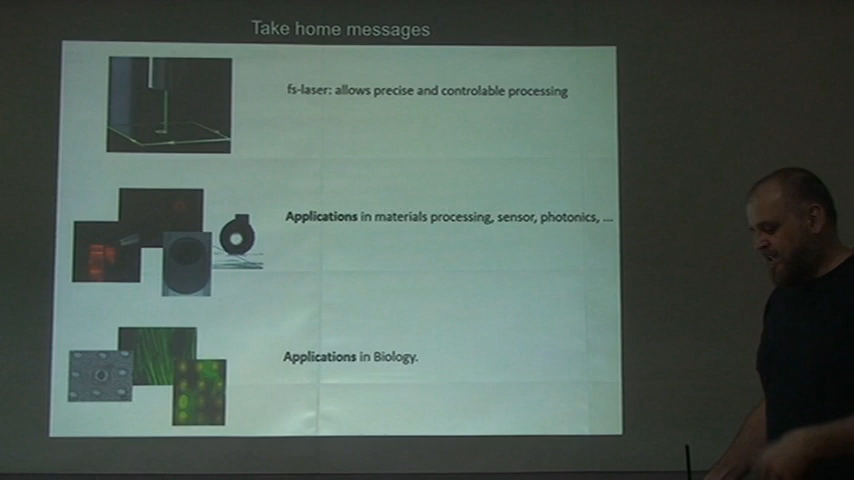 Take home messages
fs-laser: allows precise and controlable processing
Applications in materials processing, sensor, photonics, ...
Applications in Biology.